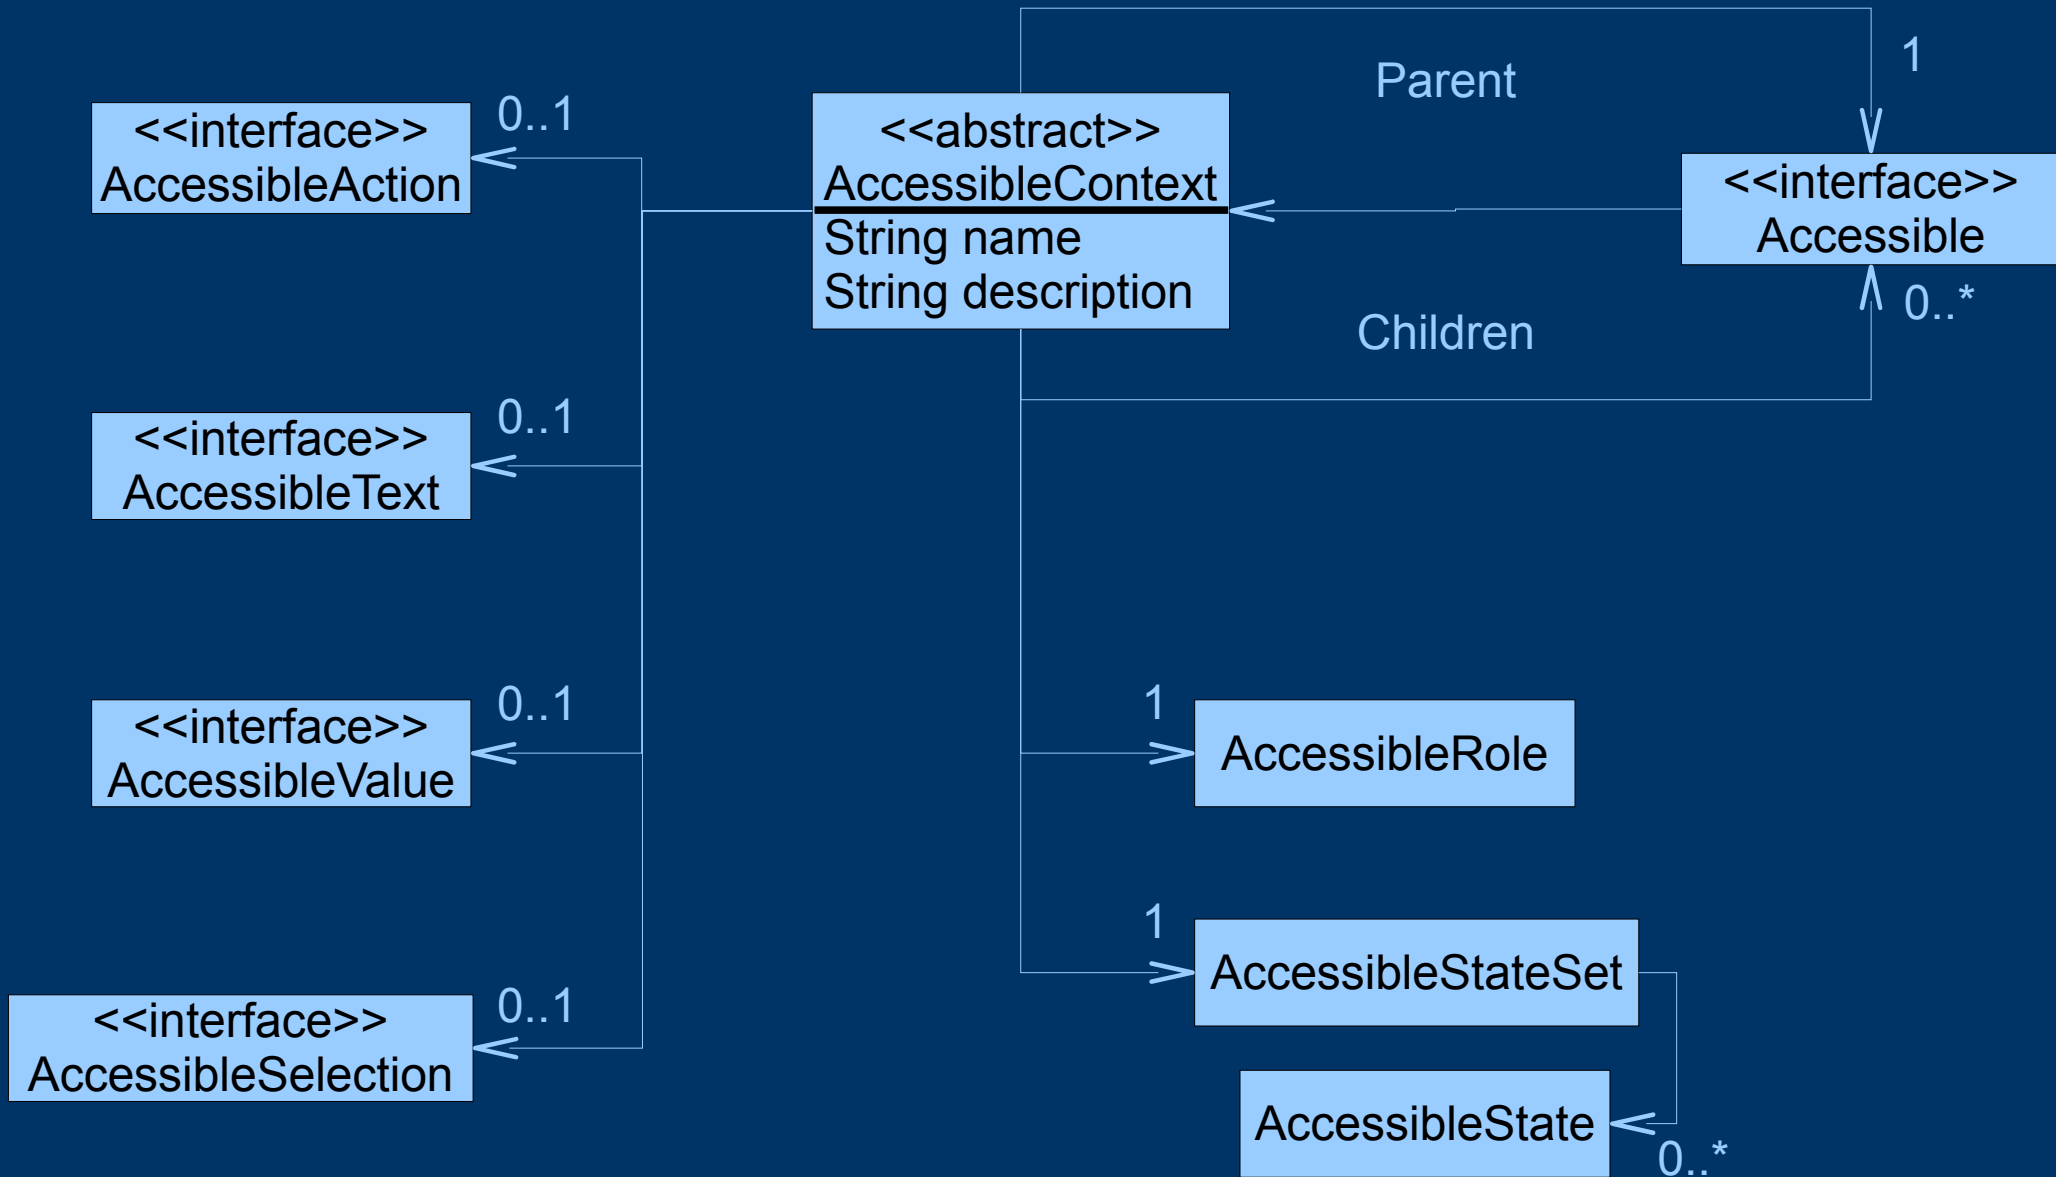 Parent
1
0..1
<<interface>>
AccessibleAction
<<abstract>>
AccessibleContext
String name
String description
<<interface>>
Accessible
0..*
Children
0..1
<<interface>>
AccessibleText
0..1
<<interface>>
AccessibleValue
1
AccessibleRole
1
AccessibleStateSet
0..1
<<interface>>
AccessibleSelection
AccessibleState
0..*